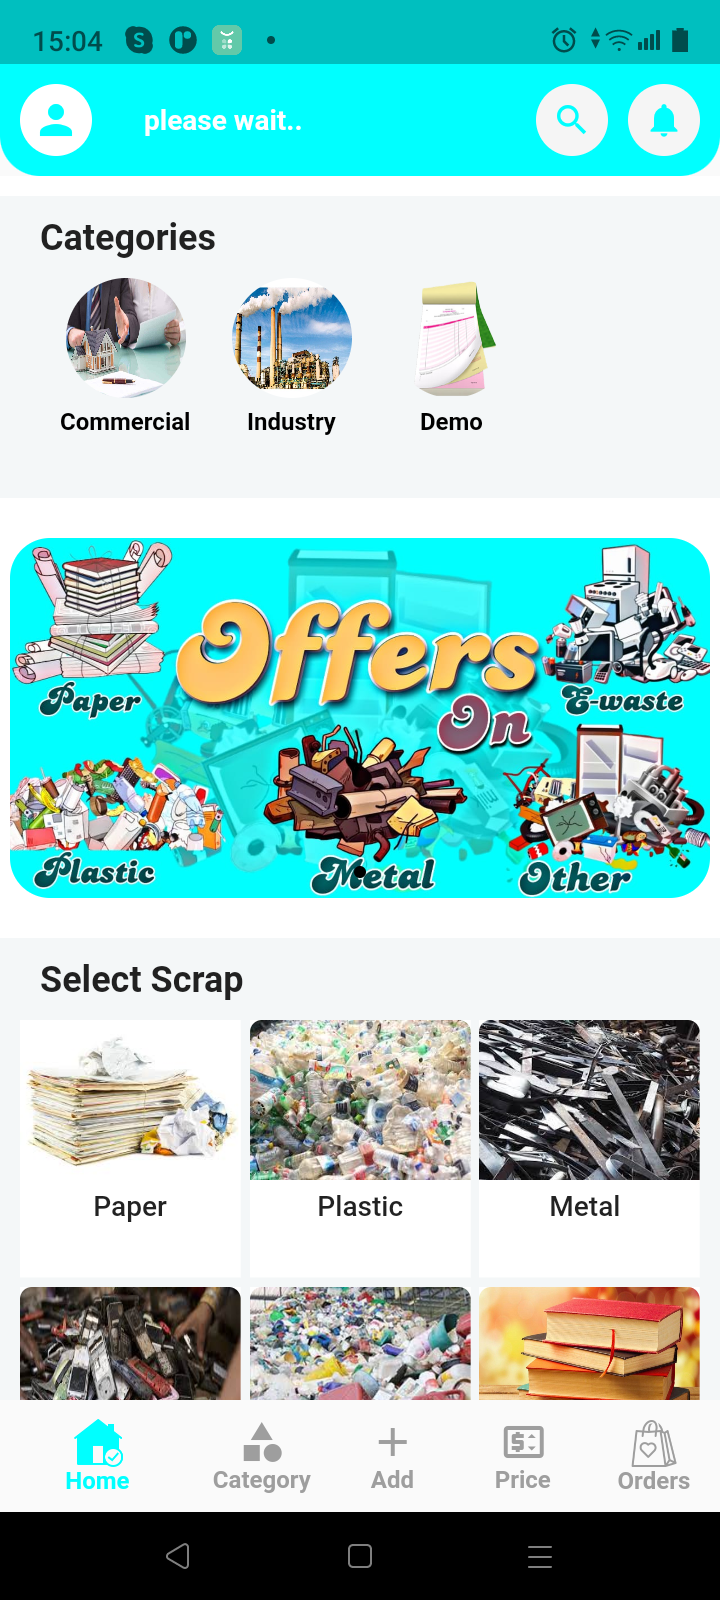 15:04
please wait..
Categories
Commercial
Industry
Demo
Offers
On
Paper
E-waste
Plastic
Metal
Other
Select Scrap
Paper
Plastic
Metal
Home
Category
Add
Price
Orders